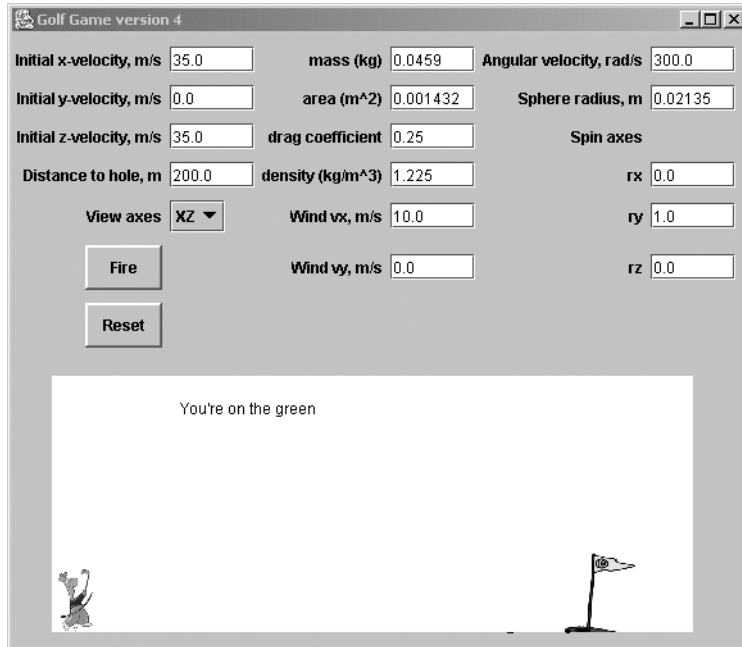 Golf Game version 4
Initial x-velocity, m/s 35.0 mass (kg) 0.0459 Angular velocity, rad/s 300.0
Initial y-velocity, m/s 0.0 area (m^2) 0.001432 Sphere radius, m 0.02135
Initial z-velocity, m/s 35.0 drag coefficient 0.25 Spin axes
Distance to hole, m 200.0 density (kg/m^3) 1.225 rx 0.0
View axes XZ Wind vx, m/s 10.0 ry 1.0
Fire Wind vy, m/s 0.0 rz 0.0
Reset
You're on the green